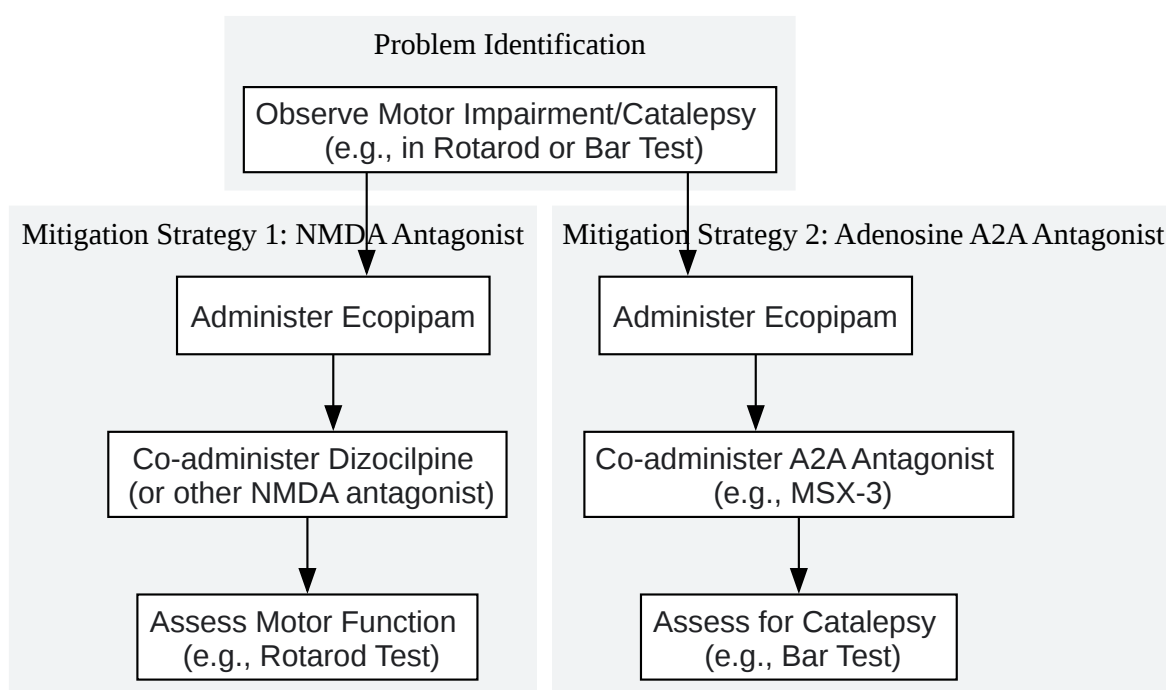 Problem Identification
Observe Motor Impairment/Catalepsy
(e.g., in Rotarod or Bar Test)
Mitigation Strategy 1: NMDA Antagonist
Administer Ecopipam
Co-administer Dizocilpine
(or other NMDA antagonist)
Assess Motor Function
(e.g., Rotarod Test)
Mitigation Strategy 2: Adenosine A2A Antagonist
Administer Ecopipam
Co-administer A2A Antagonist
(e.g., MSX-3)
Assess for Catalepsy
(e.g., Bar Test)